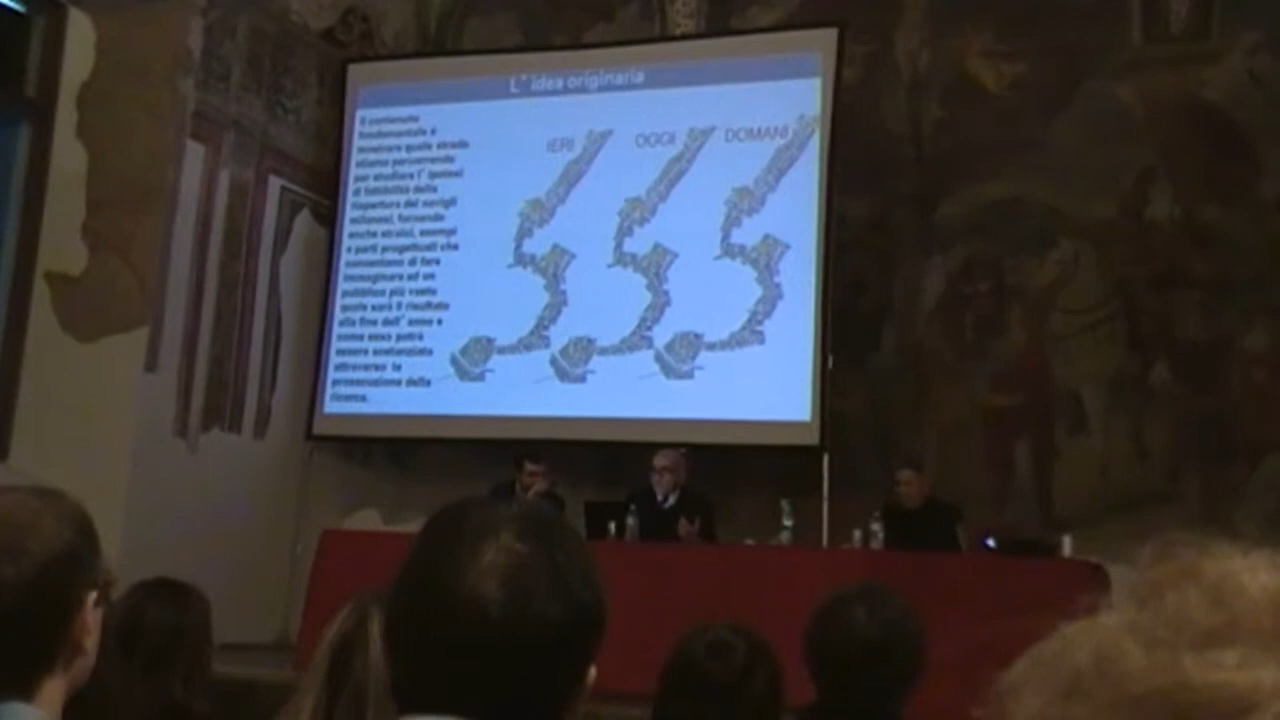 L' idea originaria
Il contenuto
fondamentale è
mostrare quale strada
stiamo percorrendo
per studiare l' ipotesi
di fattibilità della
riapertura dei navigli
milanesi, fornendo
anche stralci, esempi
e parti progettuali che
consentano di fare
immaginare ad un
pubblico più vasto
quale sarà il risultato
alla fine dell' anno e
come esso potrà
essere sostanziato
attraverso la
prosecuzione della
ricerca.
IERI OGGI DOMANI